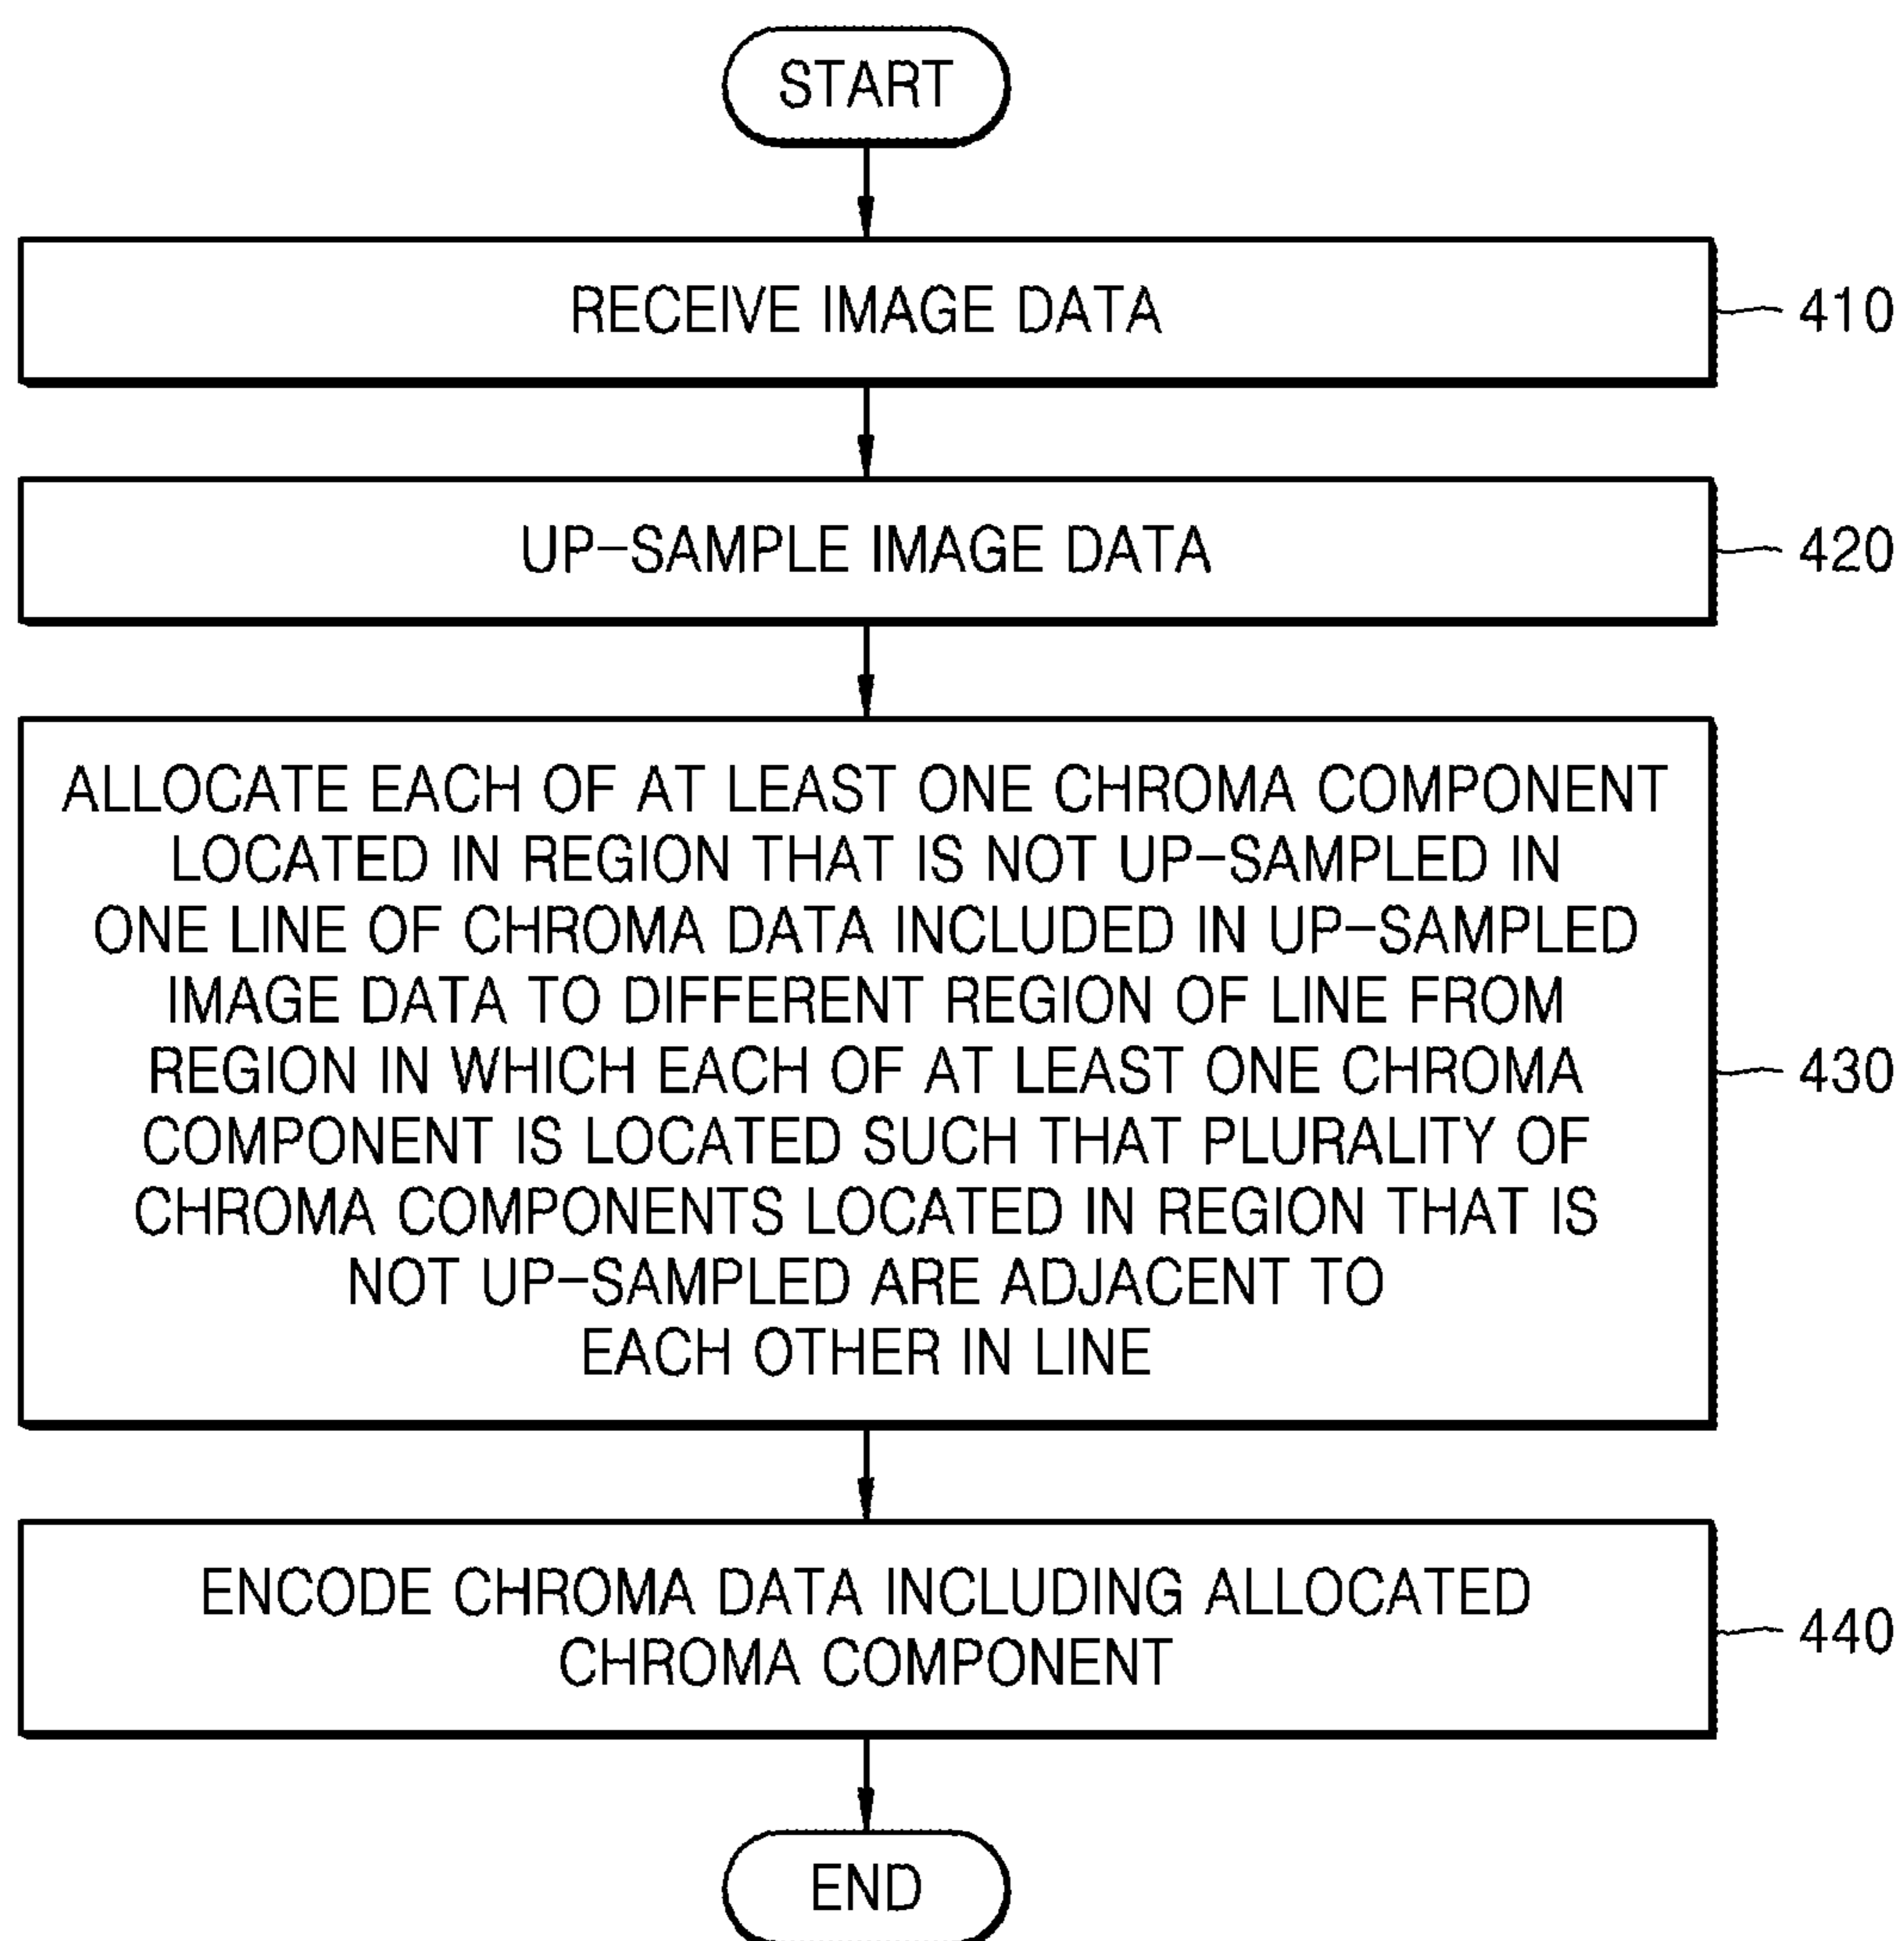 START
RECEIVE IMAGE DATA
410
UP-SAMPLE IMAGE DATA
420
ALLOCATE EACH OF AT LEAST ONE CHROMA COMPONENT
LOCATED IN REGION THAT IS NOT UP-SAMPLED IN
ONE LINE OF CHROMA DATA INCLUDED IN UP-SAMPLED
IMAGE DATA TO DIFFERENT REGION OF LINE FROM
REGION IN WHICH EACH OF AT LEAST ONE CHROMA
COMPONENT IS LOCATED SUCH THAT PLURALITY OF
CHROMA COMPONENTS LOCATED IN REGION THAT IS
NOT UP-SAMPLED ARE ADJACENT TO
EACH OTHER IN LINE
430
ENCODE CHROMA DATA INCLUDING ALLOCATED
CHROMA COMPONENT
440
END